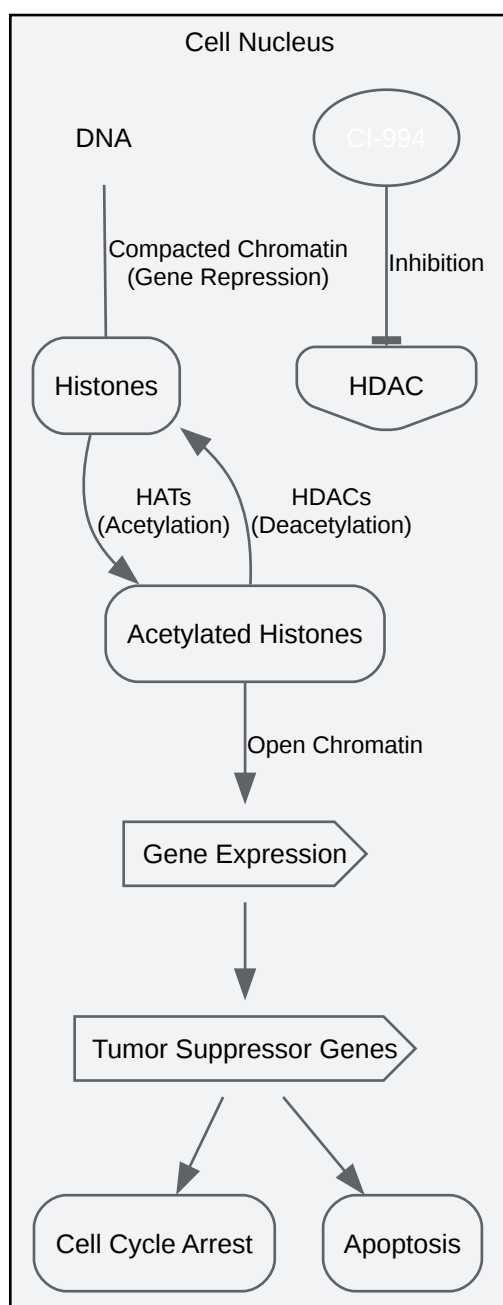 Cell Nucleus
DNA
CI-994
Compacted Chromatin
(Gene Repression)
Inhibition
Histones
HDAC
HATs
(Acetylation)
HDACs
(Deacetylation)
Acetylated Histones
Open Chromatin
Gene Expression
Tumor Suppressor Genes
Cell Cycle Arrest
Apoptosis